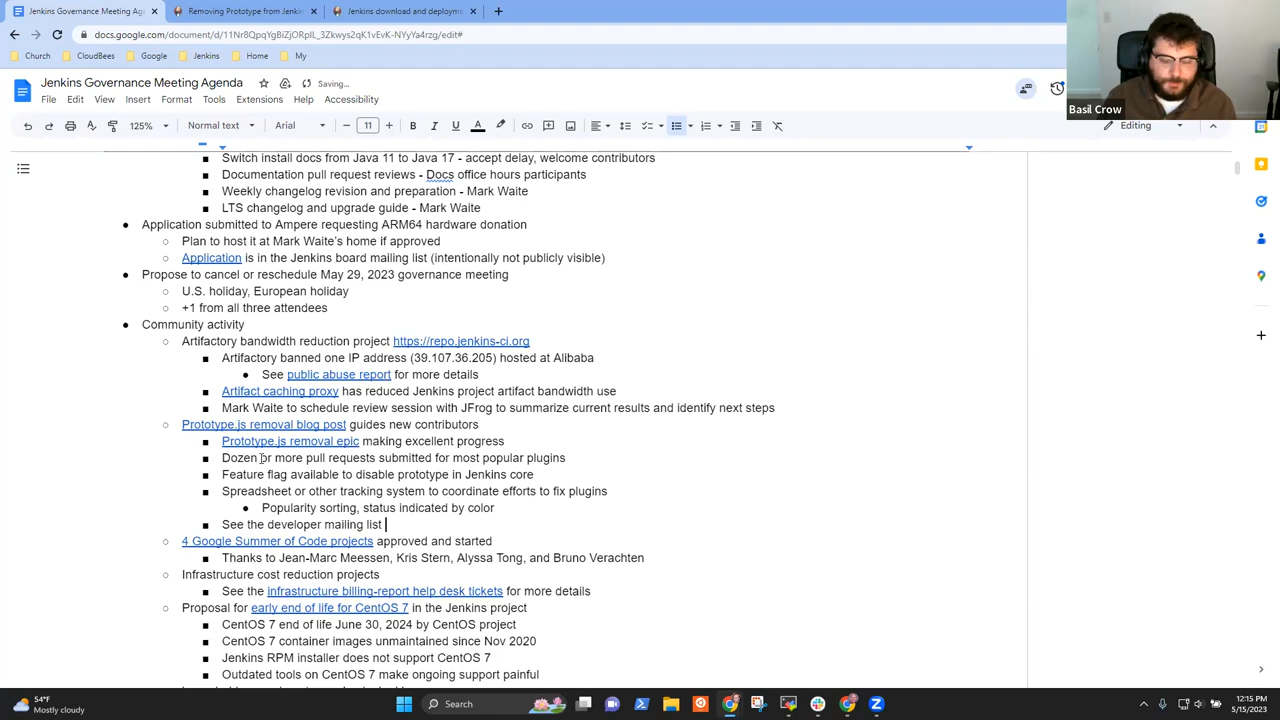 Jenkins Governance Meeting Agen
Removing Prototype from Jenkin
Jenkins download and deployme
docs.google.com/document/d/11Nr8QpqYgBiZjORpIL_3Zkwys2qK1vEvK-NYyYa4rzg/edit#
Church
CloudBees
Google
Jenkins
Home
My
Basil Crow
Jenkins Governance Meeting Agenda
Saving...
File Edit View Insert Format Tools Extensions Help Accessibility
125% Normal text Arial 11 Editing
Switch install docs from Java 11 to Java 17 - accept delay, welcome contributors
Documentation pull request reviews - Docs office hours participants
Weekly changelog revision and preparation - Mark Waite
LTS changelog and upgrade guide - Mark Waite
Application submitted to Ampere requesting ARM64 hardware donation
Plan to host it at Mark Waite's home if approved
Application is in the Jenkins board mailing list (intentionally not publicly visible)
Propose to cancel or reschedule May 29, 2023 governance meeting
U.S. holiday, European holiday
+1 from all three attendees
Community activity
Artifactory bandwidth reduction project https://repo.jenkins-ci.org
Artifactory banned one IP address (39.107.36.205) hosted at Alibaba
See public abuse report for more details
Artifact caching proxy has reduced Jenkins project artifact bandwidth use
Mark Waite to schedule review session with JFrog to summarize current results and identify next steps
Prototype.js removal blog post guides new contributors
Prototype.js removal epic making excellent progress
Dozen or more pull requests submitted for most popular plugins
Feature flag available to disable prototype in Jenkins core
Spreadsheet or other tracking system to coordinate efforts to fix plugins
Popularity sorting, status indicated by color
See the developer mailing list
4 Google Summer of Code projects approved and started
Thanks to Jean-Marc Meessen, Kris Stern, Alyssa Tong, and Bruno Verachten
Infrastructure cost reduction projects
See the infrastructure billing-report help desk tickets for more details
Proposal for early end of life for CentOS 7 in the Jenkins project
CentOS 7 end of life June 30, 2024 by CentOS project
CentOS 7 container images unmaintained since Nov 2020
Jenkins RPM installer does not support CentOS 7
Outdated tools on CentOS 7 make ongoing support painful
54°F
Mostly cloudy
Search
12:15 PM
5/15/2023